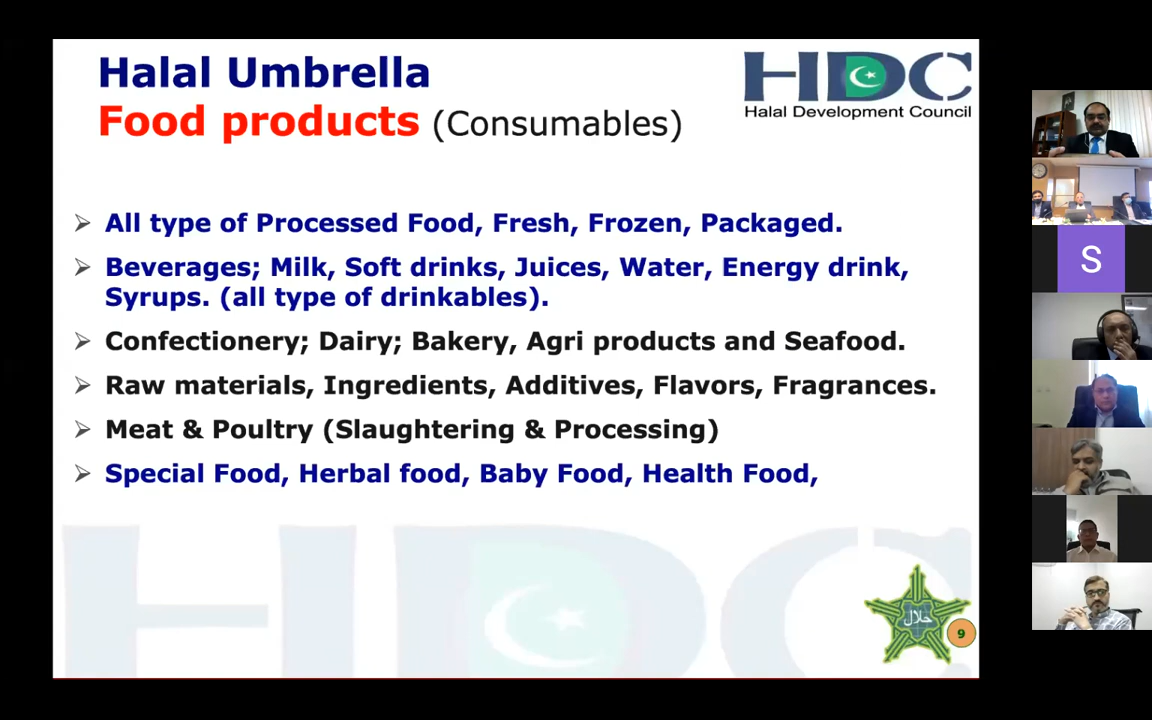 Halal Umbrella
Food products (Consumables)
HDC
Halal Development Council
➢ All type of Processed Food, Fresh, Frozen, Packaged.
➢ Beverages; Milk, Soft drinks, Juices, Water, Energy drink,
Syrups. (all type of drinkables).
➢ Confectionery; Dairy; Bakery, Agri products and Seafood.
➢ Raw materials, Ingredients, Additives, Flavors, Fragrances.
➢ Meat & Poultry (Slaughtering & Processing)
➢ Special Food, Herbal food, Baby Food, Health Food,
HDC
حلال
9
S